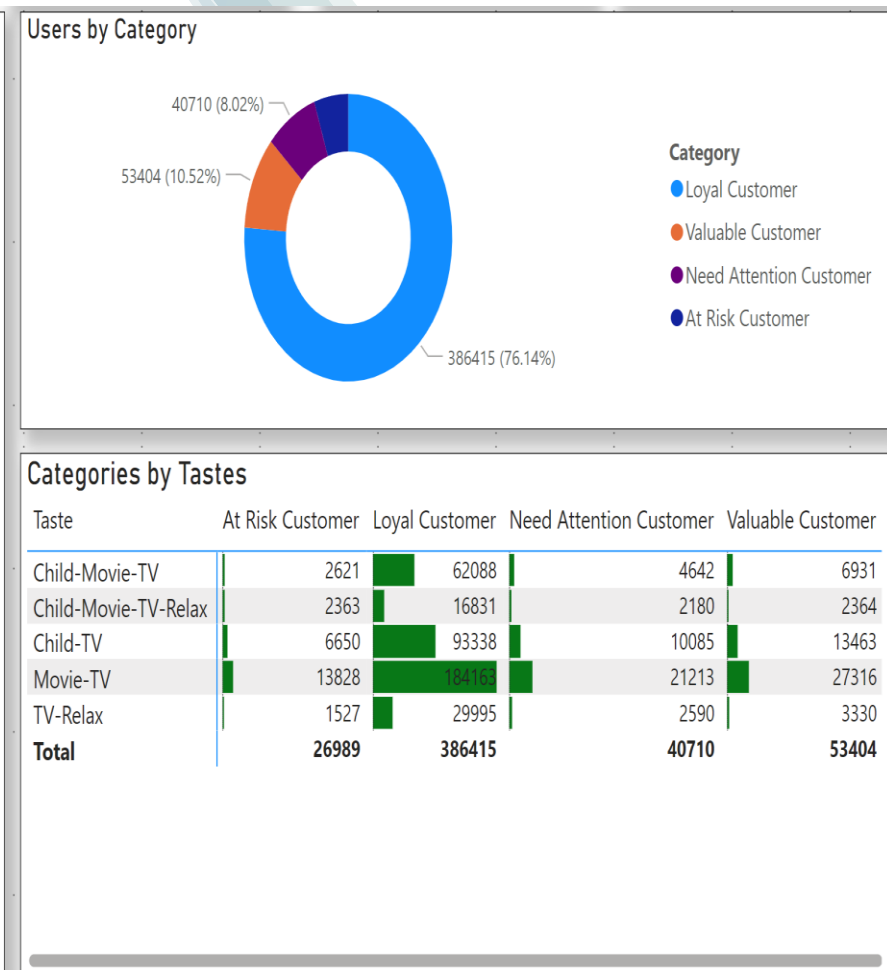 Users by Category
40710 (8.02%)
53404 (10.52%)
386415 (76.14%)
Category
Loyal Customer
Valuable Customer
Need Attention Customer
At Risk Customer
Categories by Tastes
Taste At Risk Customer Loyal Customer Need Attention Customer Valuable Customer
Child-Movie-TV 2621 62088 4642 6931
Child-Movie-TV-Relax 2363 16831 2180 2364
Child-TV 6650 93338 10085 13463
Movie-TV 13828 184163 21213 27316
TV-Relax 1527 29995 2590 3330
Total 26989 386415 40710 53404